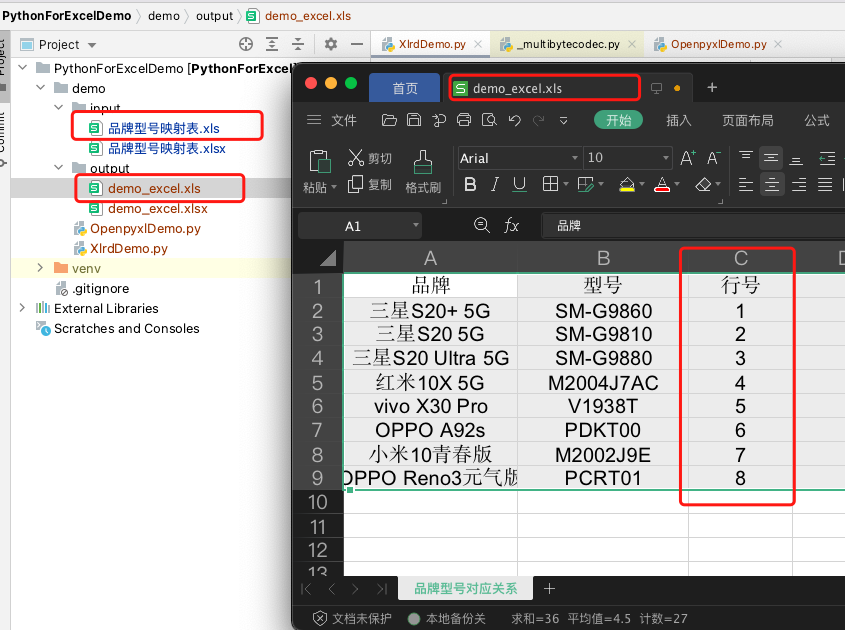 PythonForExcelDemo demo output demo_excel.xls
Project
XlrdDemo.py _multibytecodec.py OpenpyxlDemo.py
Project
PythonForExcelDemo [PythonForExcel
demo
input
品牌型号映射表.xls
品牌型号映射表.xlsx
output
demo_excel.xls
demo_excel.xlsx
OpenpyxlDemo.py
XlrdDemo.py
venv
.gitignore
External Libraries
Scratches and Consoles
首页 demo_excel.xls
文件 开始 插入 页面布局 公式
剪切 Arial 10 A+ A-
粘贴 复制 格式刷 B I U A
A1 fx 品牌
A B C D
1 品牌 型号 行号
2 三星S20+ 5G SM-G9860 1
3 三星S20 5G SM-G9810 2
4 三星S20 Ultra 5G SM-G9880 3
5 红米10X 5G M2004J7AC 4
6 vivo X30 Pro V1938T 5
7 OPPO A92s PDKT00 6
8 小米10青春版 M2002J9E 7
9 OPPO Reno3元气版 PCRT01 8
10
11
12
13
品牌型号对应关系
文档未保护 本地备份关 求和=36 平均值=4.5 计数=27